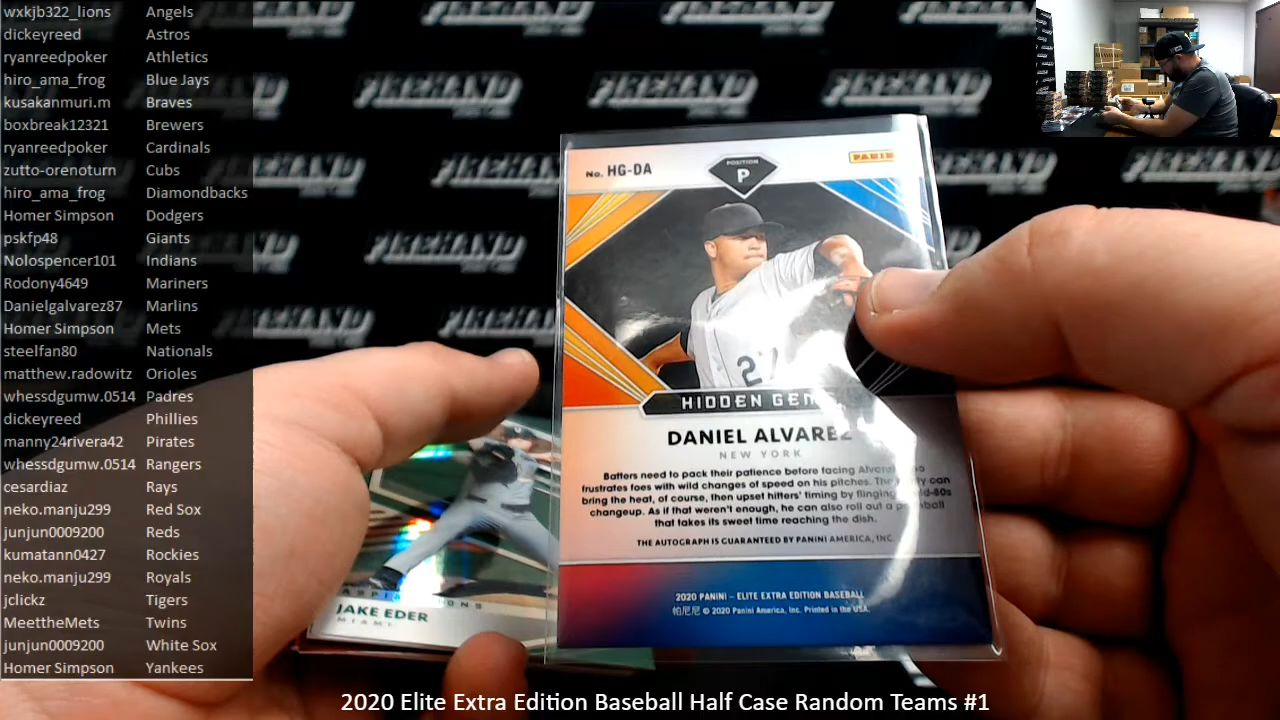 wxkjb322_lions Angels
dickeyreed Astros
ryanreedpoker Athletics
hiro_ama_frog Blue Jays
kusakanmuri.m Braves
boxbreak12321 Brewers
ryanreedpoker Cardinals
zutto-orenoturn Cubs
hiro_ama_frog Diamondbacks
Homer Simpson Dodgers
pskfp48 Giants
Nolospencer101 Indians
Rodony4649 Mariners
Danielgalvarez87 Marlins
Homer Simpson Mets
steelfan80 Nationals
matthew.radowitz Orioles
whessdgumw.0514 Padres
dickeyreed Phillies
manny24rivera42 Pirates
whessdgumw.0514 Rangers
cesardiaz Rays
neko.manju299 Red Sox
junjun0009200 Reds
kumatann0427 Rockies
neko.manju299 Royals
jclickz Tigers
MeettheMets Twins
junjun0009200 White Sox
Homer Simpson Yankees
FIREHAND
No. HG-DA
POSITION
P
PANINI
HIDDEN
DANIEL ALVAREZ
NEW YORK
Batters need to pack their patience before facing
frustrates foes with wild changes of speed on his pitches. The can
bring the heat, of course, then upset hitters' timing by flinging
changeup. As if that weren't enough, he can also roll out a
that takes its sweet time reaching the dish.
THE AUTOGRAPH IS GUARANTEED BY PANINI AMERICA, INC.
2020 PANINI - ELITE EXTRA EDITION BASEBALL
帕尼尼 © 2020 Panini America, Inc. Printed in the USA.
JAKE EDER
MIAMI
2020 Elite Extra Edition Baseball Half Case Random Teams #1